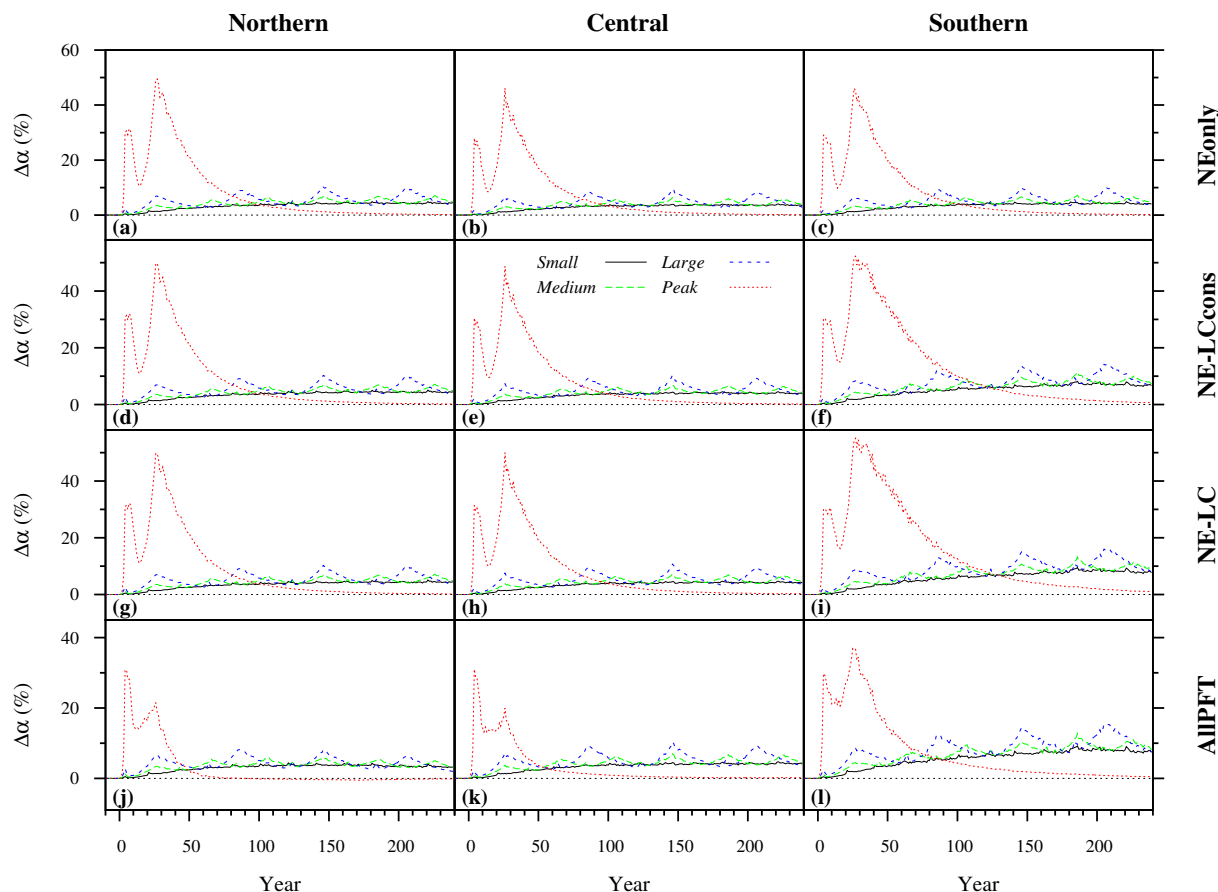 Northern Central Southern
60
40
20
0
Δα (%)
(a) (b) (c)
NEonly
Small Large
Medium Peak
40
20
0
Δα (%)
(d) (e) (f)
NE-LCcons
40
20
0
Δα (%)
(g) (h) (i)
NE-LC
40
20
0
Δα (%)
(j) (k) (l)
AllPFT
0 50 100 150 200 0 50 100 150 200 0 50 100 150 200
Year Year Year